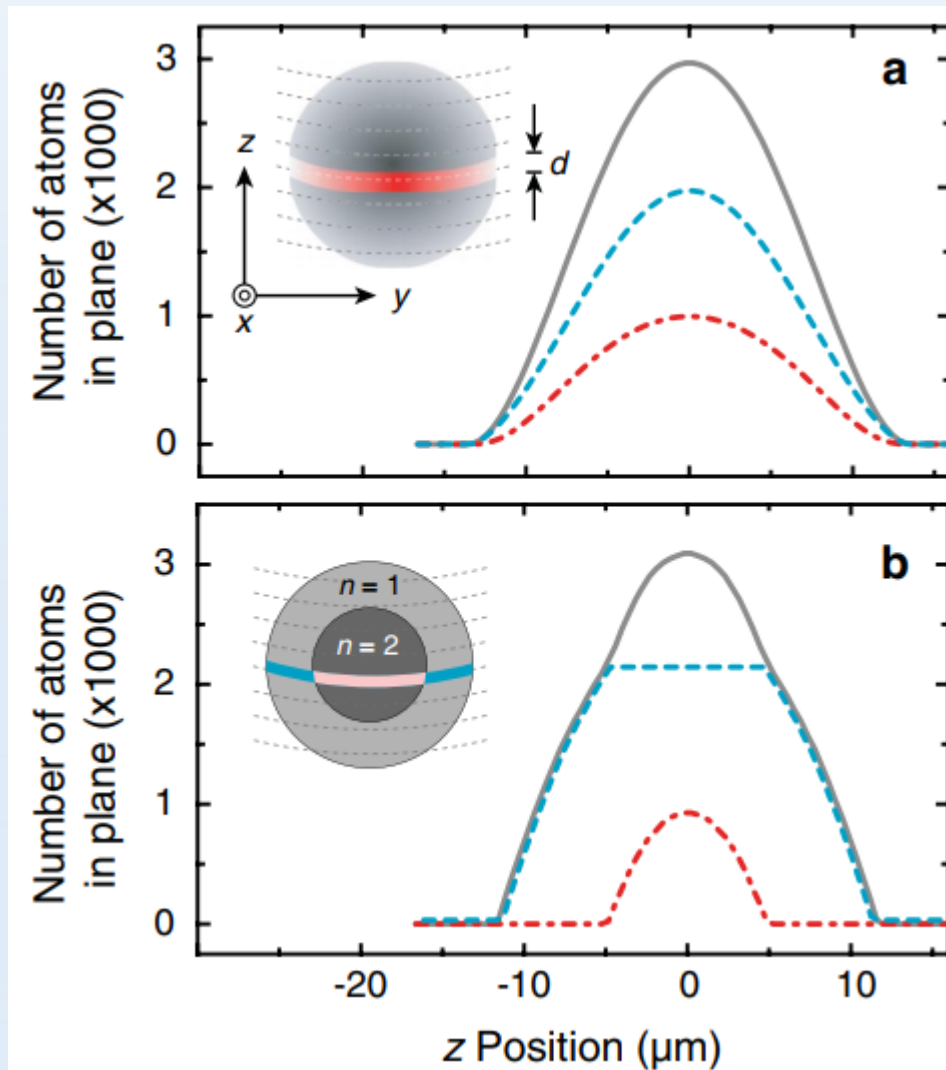 a
Number of atoms
in plane (x1000)
3
2
1
0
z
d
y
x
b
Number of atoms
in plane (x1000)
3
2
1
0
n = 1
n = 2
-20
-10
0
10
z Position (µm)